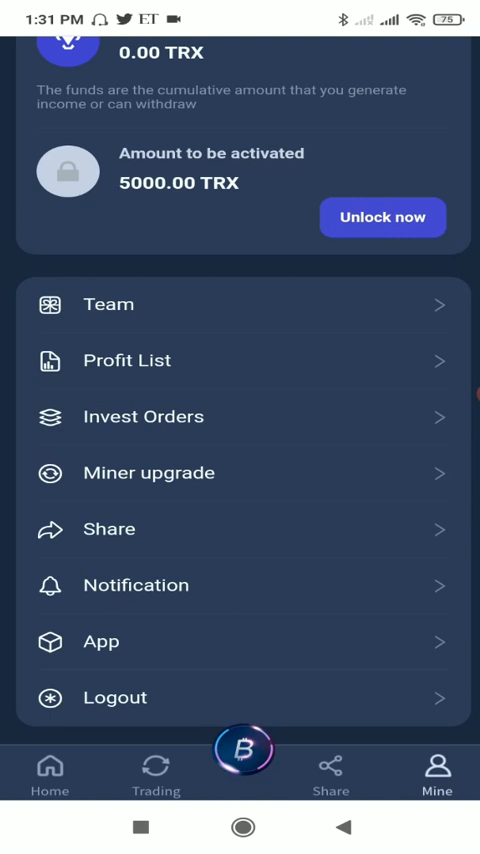 1:31 PM ET 75
0.00 TRX
The funds are the cumulative amount that you generate
income or can withdraw
Amount to be activated
5000.00 TRX
Unlock now
Team
Profit List
Invest Orders
Miner upgrade
Share
Notification
App
Logout
Home
Trading
Share
Mine